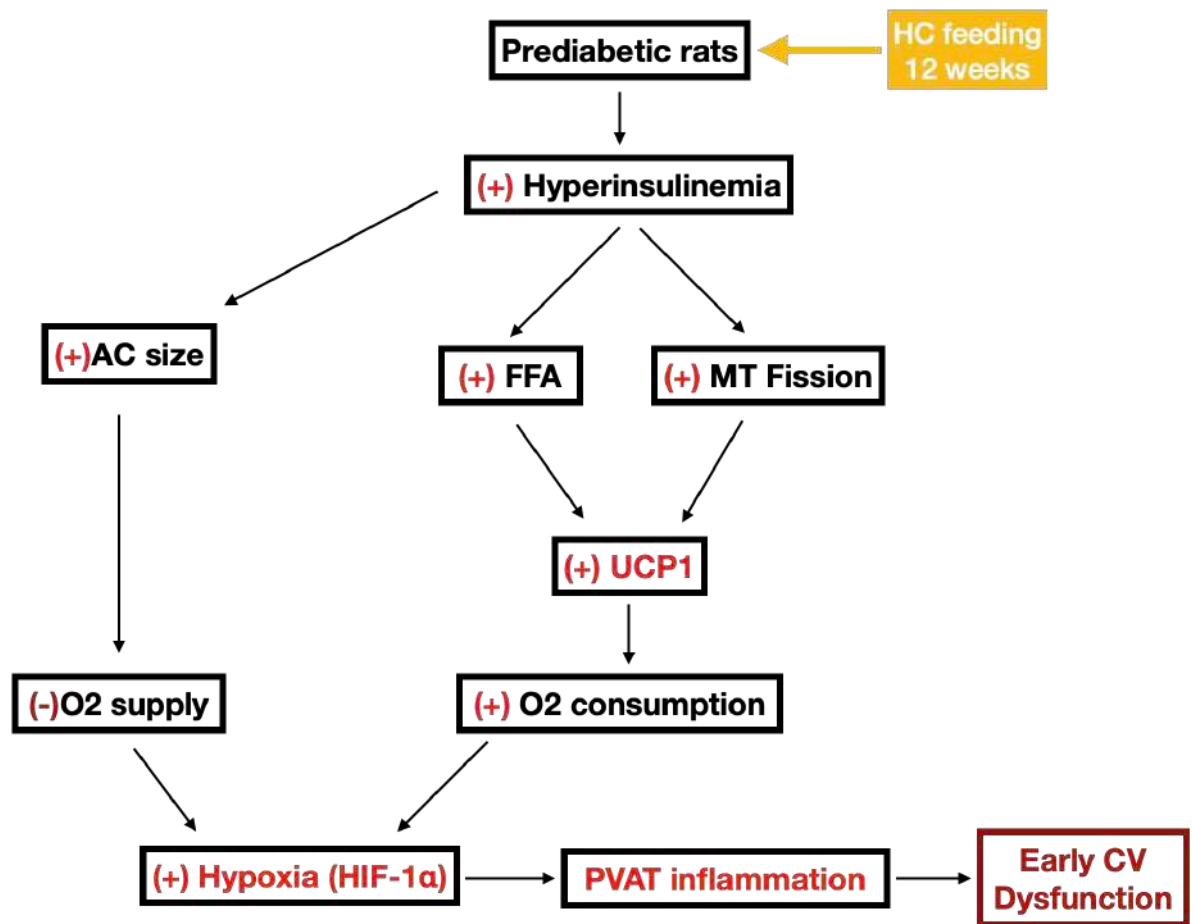 Prediabetic rats
HC feeding
12 weeks
(+) Hyperinsulinemia
(+)AC size
(+) FFA
(+) MT Fission
(+) UCP1
(-)O2 supply
(+) O2 consumption
(+) Hypoxia (HIF-1α)
PVAT inflammation
Early CV
Dysfunction